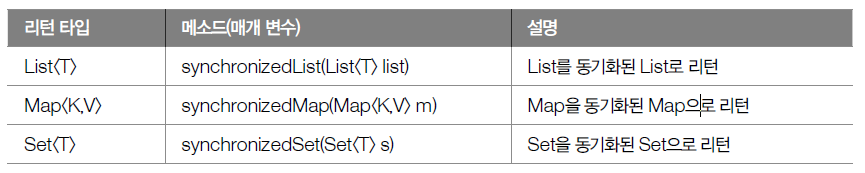 리턴 타입 메소드(매개 변수) 설명
List〈T〉 synchronizedList(List〈T〉 list) List를 동기화된 List로 리턴
Map〈K,V〉 synchronizedMap(Map〈K,V〉 m) Map을 동기화된 Map으로 리턴
Set〈T〉 synchronizedSet(Set〈T〉 s) Set을 동기화된 Set으로 리턴